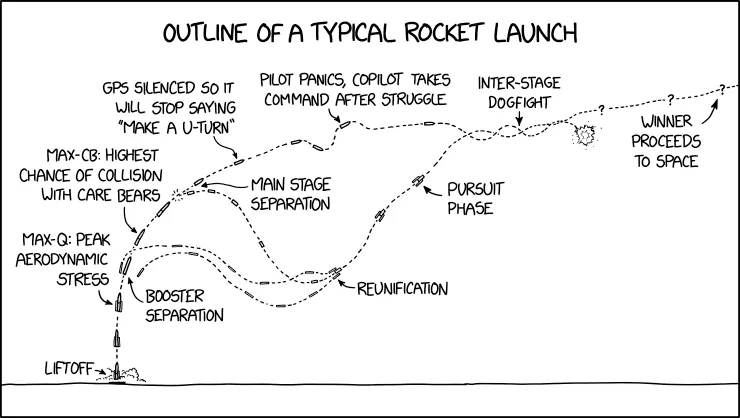 OUTLINE OF A TYPICAL ROCKET LAUNCH
GPS SILENCED SO IT
WILL STOP SAYING
"MAKE A U-TURN"
PILOT PANICS, COPILOT TAKES
COMMAND AFTER STRUGGLE
INTER-STAGE
DOGFIGHT
?
?
?
WINNER
PROCEEDS
TO SPACE
MAX-CB: HIGHEST
CHANCE OF COLLISION
WITH CARE BEARS
MAIN STAGE
SEPARATION
PURSUIT
PHASE
MAX-Q: PEAK
AERODYNAMIC
STRESS
BOOSTER
SEPARATION
REUNIFICATION
LIFTOFF